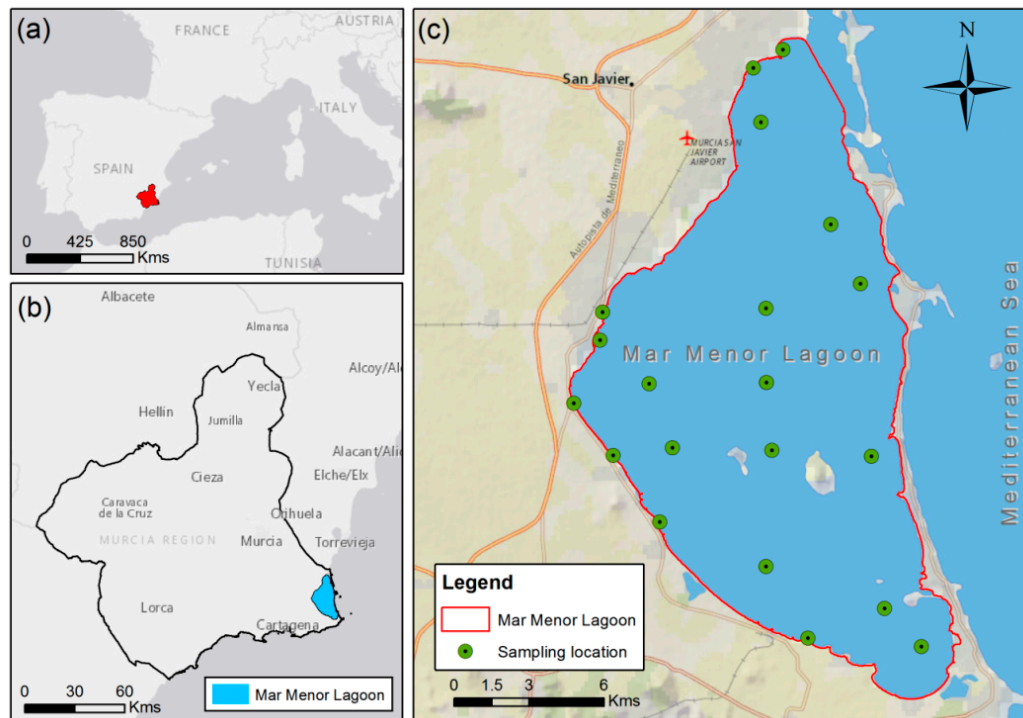 (a)
FRANCE
AUSTRIA
ITALY
SPAIN
TUNISIA
0 425 850
Kms
(b)
Albacete
Almansa
Alcoy/Al
Yecla
Hellín
Jumilla
Alacant/Ali
Elche/Elx
Cieza
Caravaca
de la Cruz
Orihuela
MURCIA REGION
Murcia
Torrevieja
Lorca
Cartagena
0 30 60
Kms
Mar Menor Lagoon
(c)
N
San Javier
MURCIA SAN
JAVIER
AIRPORT
Autopista de Mediterraneo
Mar Menor Lagoon
Mediterranean Sea
Legend
Mar Menor Lagoon
Sampling location
0 1.5 3 6
Kms